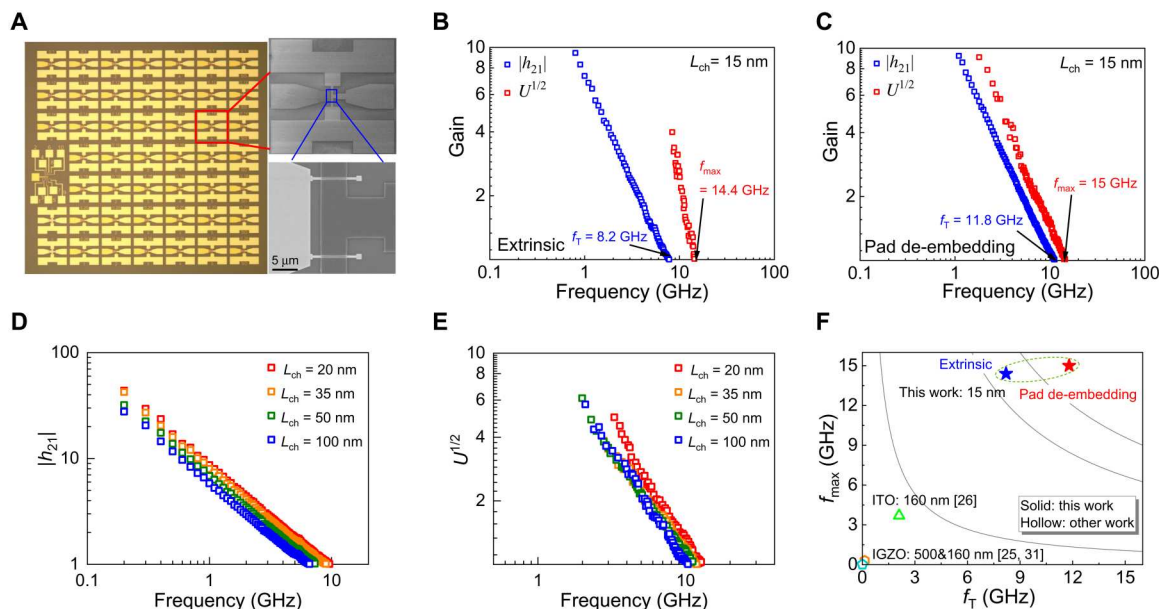 A
5 μm
B
Gain
10
8
6
4
2
|h21|
U1/2
Lch = 15 nm
fmax
= 14.4 GHz
fT = 8.2 GHz
Extrinsic
0.1
1
10
100
Frequency (GHz)
C
Gain
10
8
6
4
2
|h21|
U1/2
Lch = 15 nm
fmax = 15 GHz
fT = 11.8 GHz
Pad de-embedding
0.1
1
10
100
Frequency (GHz)
D
|h21|
100
10
1
Lch = 20 nm
Lch = 35 nm
Lch = 50 nm
Lch = 100 nm
0.1
1
10
Frequency (GHz)
E
U1/2
10
8
6
4
2
Lch = 20 nm
Lch = 35 nm
Lch = 50 nm
Lch = 100 nm
1
10
Frequency (GHz)
F
fmax (GHz)
15
12
9
6
3
0
Extrinsic
This work: 15 nm
Pad de-embedding
ITO: 160 nm [26]
Solid: this work
Hollow: other work
IGZO: 500&160 nm [25, 31]
0
3
6
9
12
15
fT (GHz)